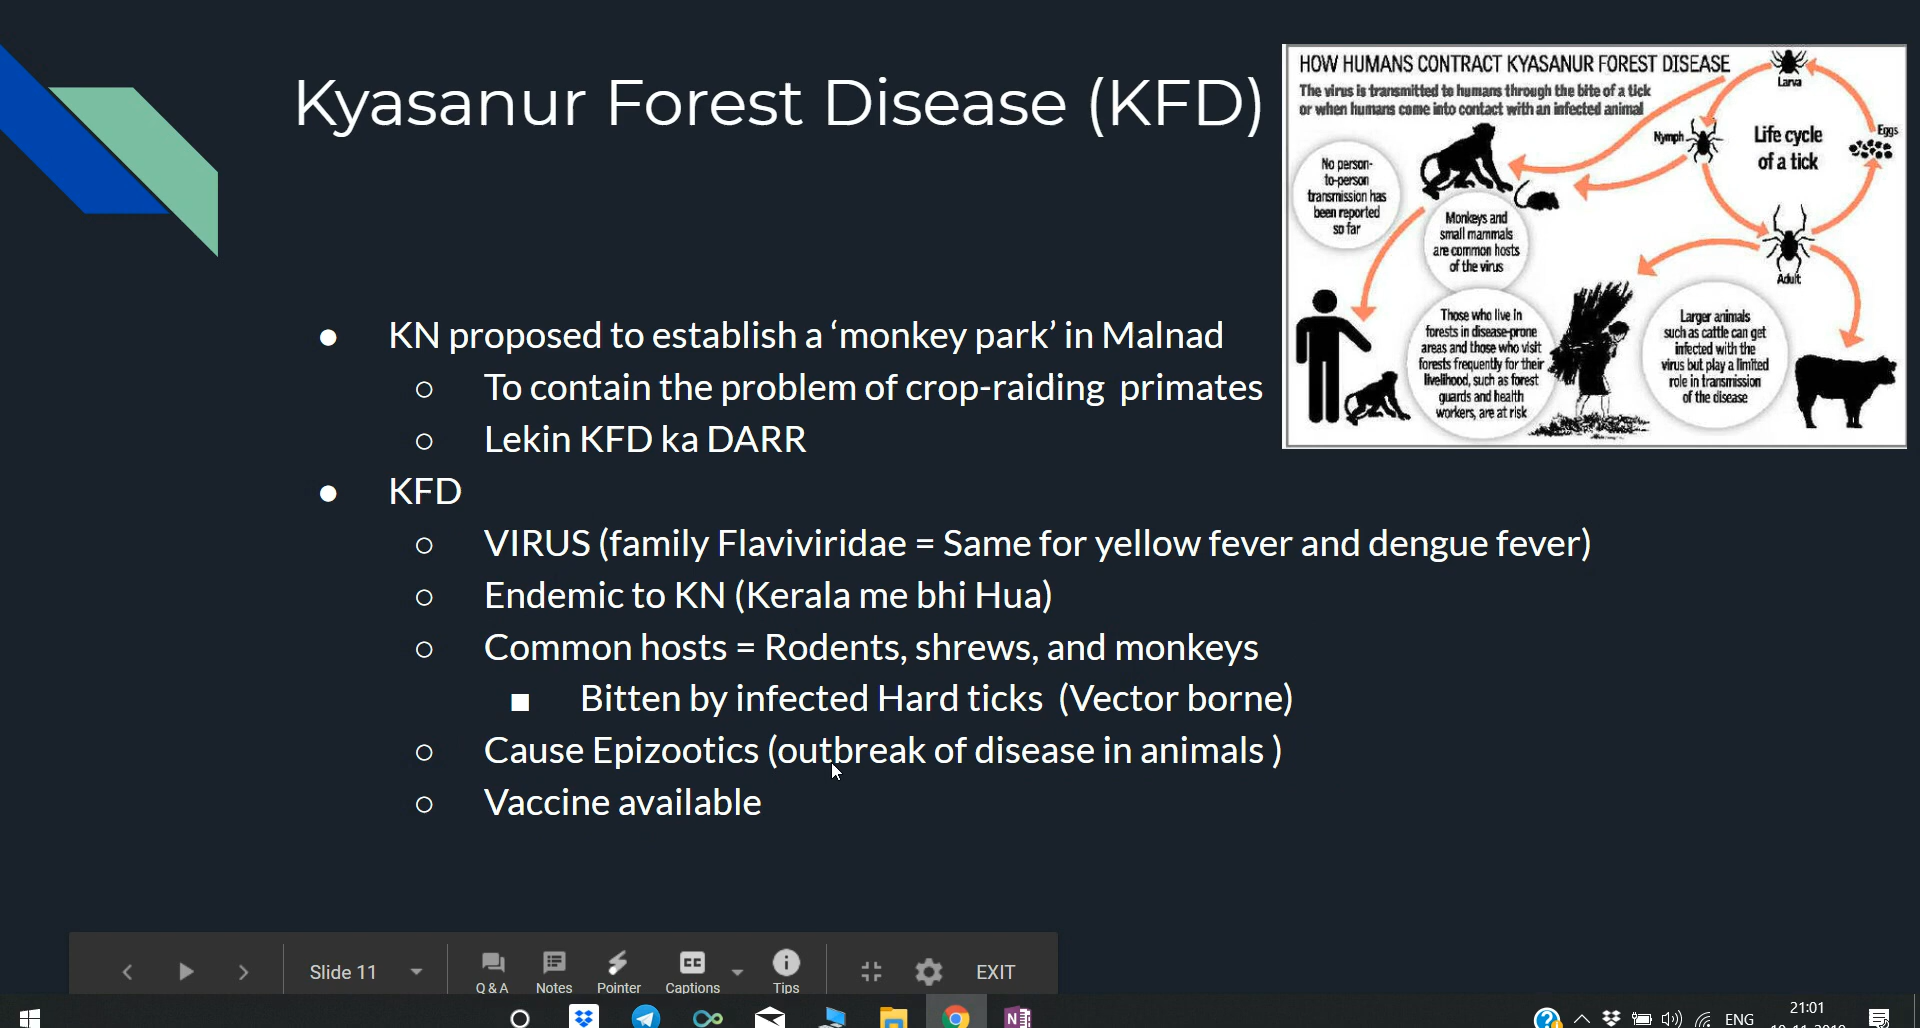 Kyasanur Forest Disease (KFD)
HOW HUMANS CONTRACT KYASANUR FOREST DISEASE
The virus is transmitted to humans through the bite of a tick
or when humans come into contact with an infected animal
Larva
Nymph
Eggs
Life cycle
of a tick
Adult
No person-
to-person
transmission has
been reported
so far
Monkeys and
small mammals
are common hosts
of the virus
Those who live in
forests in disease-prone
areas and those who visit
forests frequently for their
livelihood, such as forest
guards and health
workers, are at risk
Larger animals
such as cattle can get
infected with the
virus but play a limited
role in transmission
of the disease
● KN proposed to establish a ‘monkey park’ in Malnad
○ To contain the problem of crop-raiding primates
○ Lekin KFD ka DARR
● KFD
○ VIRUS (family Flaviviridae = Same for yellow fever and dengue fever)
○ Endemic to KN (Kerala me bhi Hua)
○ Common hosts = Rodents, shrews, and monkeys
■ Bitten by infected Hard ticks (Vector borne)
○ Cause Epizootics (outbreak of disease in animals )
○ Vaccine available
Slide 11
Q & A
Notes
Pointer
CC
Captions
Tips
EXIT
ENG
21:01